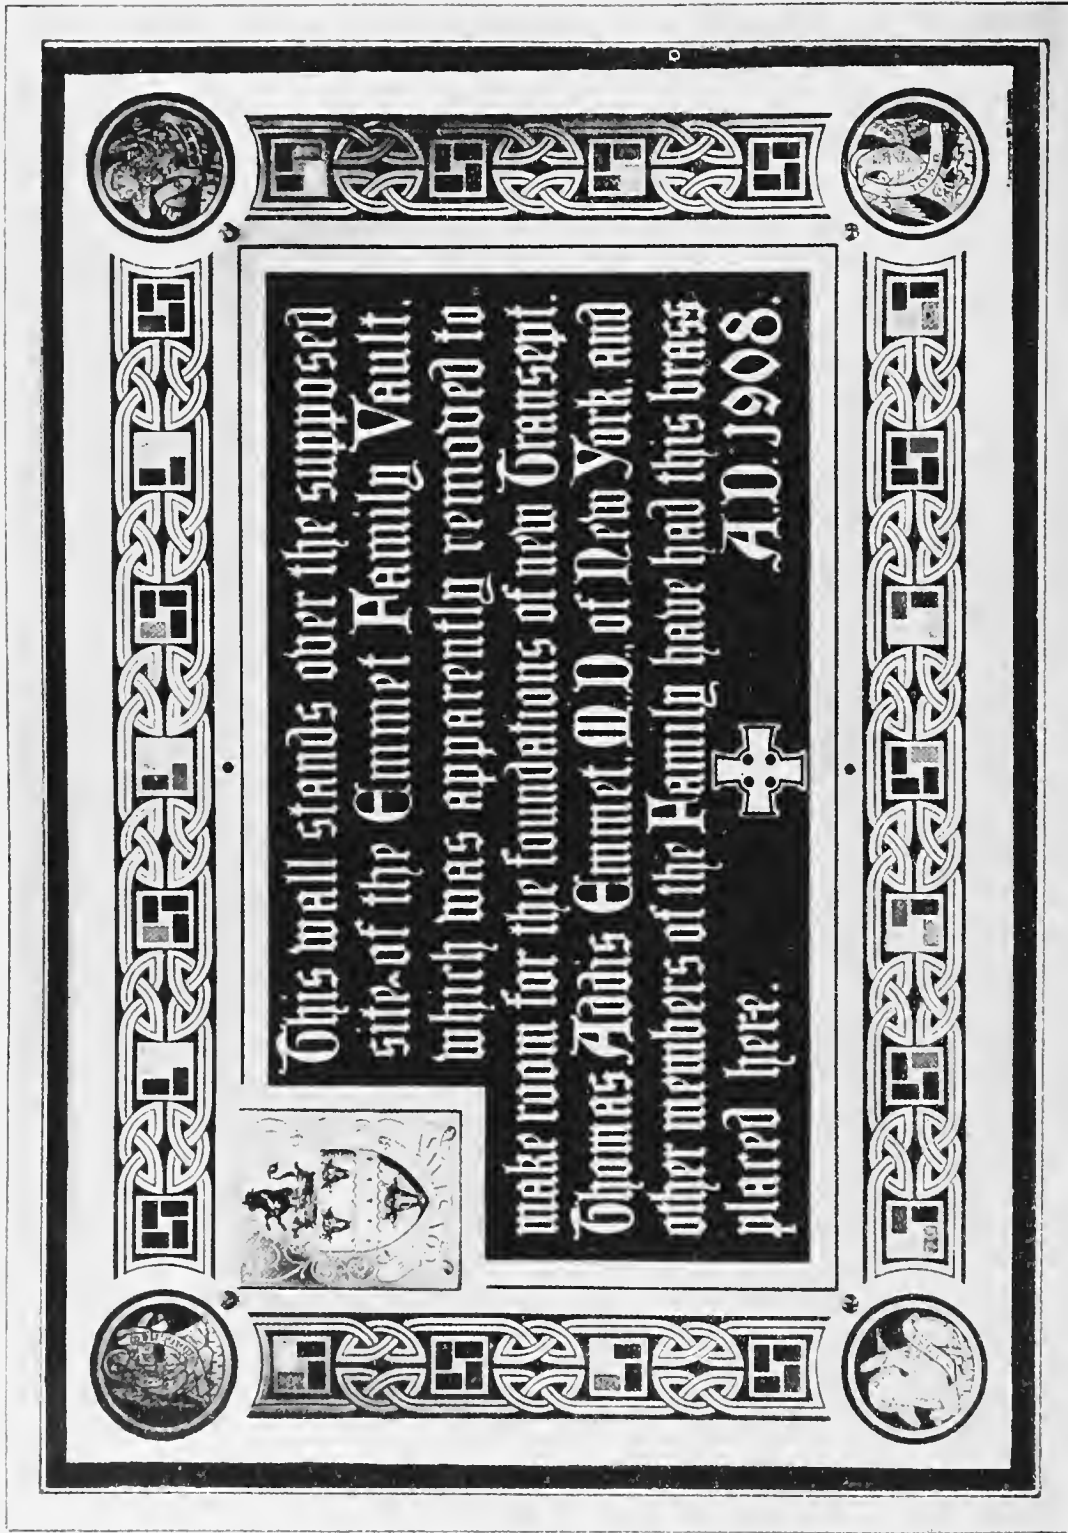 This wall stands over the supposed
site of the Emmet Family Vault,
which was apparently removed to
make room for the foundations of new Transept.
Thomas Addis Emmet, M.D., of New York, and
other members of the Family have had this brass
placed here. A.D. 1908.